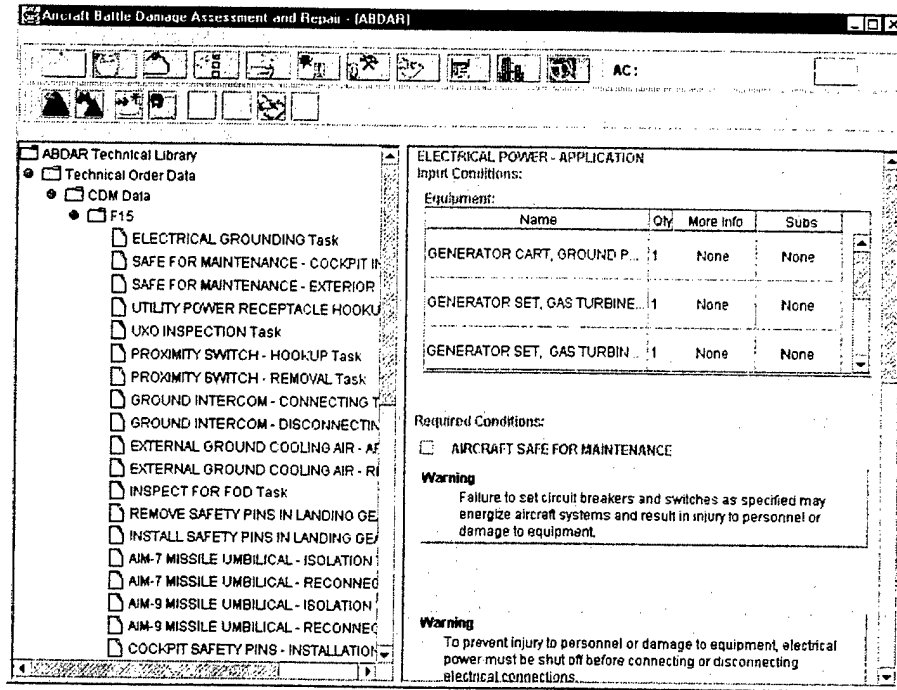 Aircraft Battle Damage Assessment and Repair - [ABDAR]
AC:
ABDAR Technical Library
Technical Order Data
CDM Data
F15
ELECTRICAL GROUNDING Task
SAFE FOR MAINTENANCE - COCKPIT IN
SAFE FOR MAINTENANCE - EXTERIOR
UTILITY POWER RECEPTACLE HOOKU
UXO INSPECTION Task
PROXIMITY SWITCH - HOOKUP Task
PROXIMITY SWITCH - REMOVAL Task
GROUND INTERCOM - CONNECTING T
GROUND INTERCOM - DISCONNECTIN
EXTERNAL GROUND COOLING AIR - AF
EXTERNAL GROUND COOLING AIR - RE
INSPECT FOR FOD Task
REMOVE SAFETY PINS IN LANDING GEA
INSTALL SAFETY PINS IN LANDING GEA
AIM-7 MISSILE UMBILICAL - ISOLATION
AIM-7 MISSILE UMBILICAL - RECONNEC
AIM-9 MISSILE UMBILICAL - ISOLATION
AIM-9 MISSILE UMBILICAL - RECONNEC
COCKPIT SAFETY PINS - INSTALLATION
ELECTRICAL POWER - APPLICATION
Input Conditions:
Equipment:
Name Qty More Info Subs
GENERATOR CART, GROUND P... 1 None None
GENERATOR SET, GAS TURBINE... 1 None None
GENERATOR SET, GAS TURBIN... 1 None None
Required Conditions:
AIRCRAFT SAFE FOR MAINTENANCE
Warning
Failure to set circuit breakers and switches as specified may
energize aircraft systems and result in injury to personnel or
damage to equipment.
Warning
To prevent injury to personnel or damage to equipment, electrical
power must be shut off before connecting or disconnecting
electrical connections.